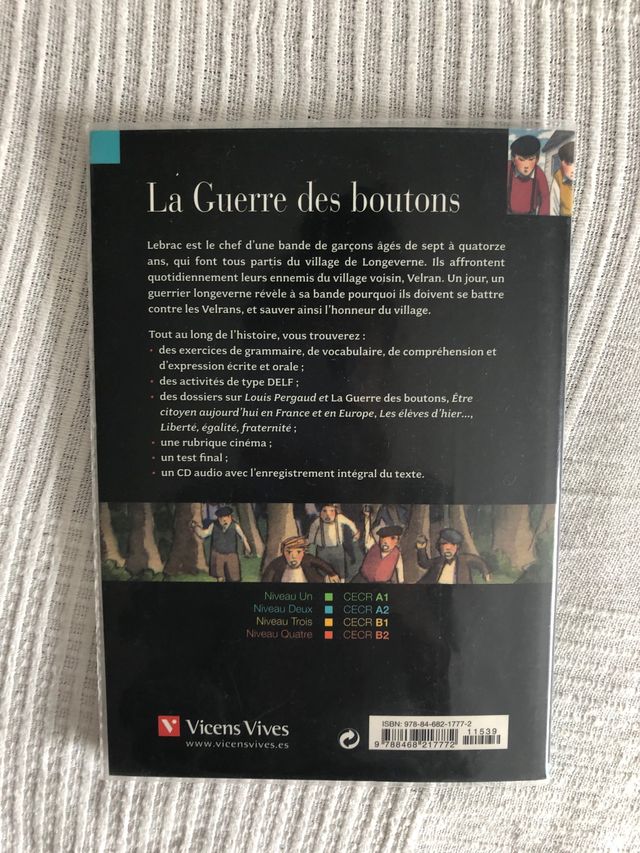 La Guerre des boutons
Lebrac est le chef d'une bande de garçons âgés de sept à quatorze
ans, qui font tous partis du village de Longeverne. Ils affrontent
quotidiennement leurs ennemis du village voisin, Velran. Un jour, un
guerrier longeverne révèle à sa bande pourquoi ils doivent se battre
contre les Velrans, et sauver ainsi l'honneur du village.
Tout au long de l'histoire, vous trouverez :
• des exercices de grammaire, de vocabulaire, de compréhension et
d'expression écrite et orale ;
• des activités de type DELF ;
• des dossiers sur Louis Pergaud et La Guerre des boutons, Être
citoyen aujourd'hui en France et en Europe, Les élèves d'hier...,
Liberté, égalité, fraternité ;
• une rubrique cinéma ;
• un test final ;
• un CD audio avec l'enregistrement intégral du texte.
Niveau Un CECR A1
Niveau Deux CECR A2
Niveau Trois CECR B1
Niveau Quatre CECR B2
Vicens Vives
www.vicensvives.es
ISBN: 978-84-682-1777-2
11539
9 788468 217772